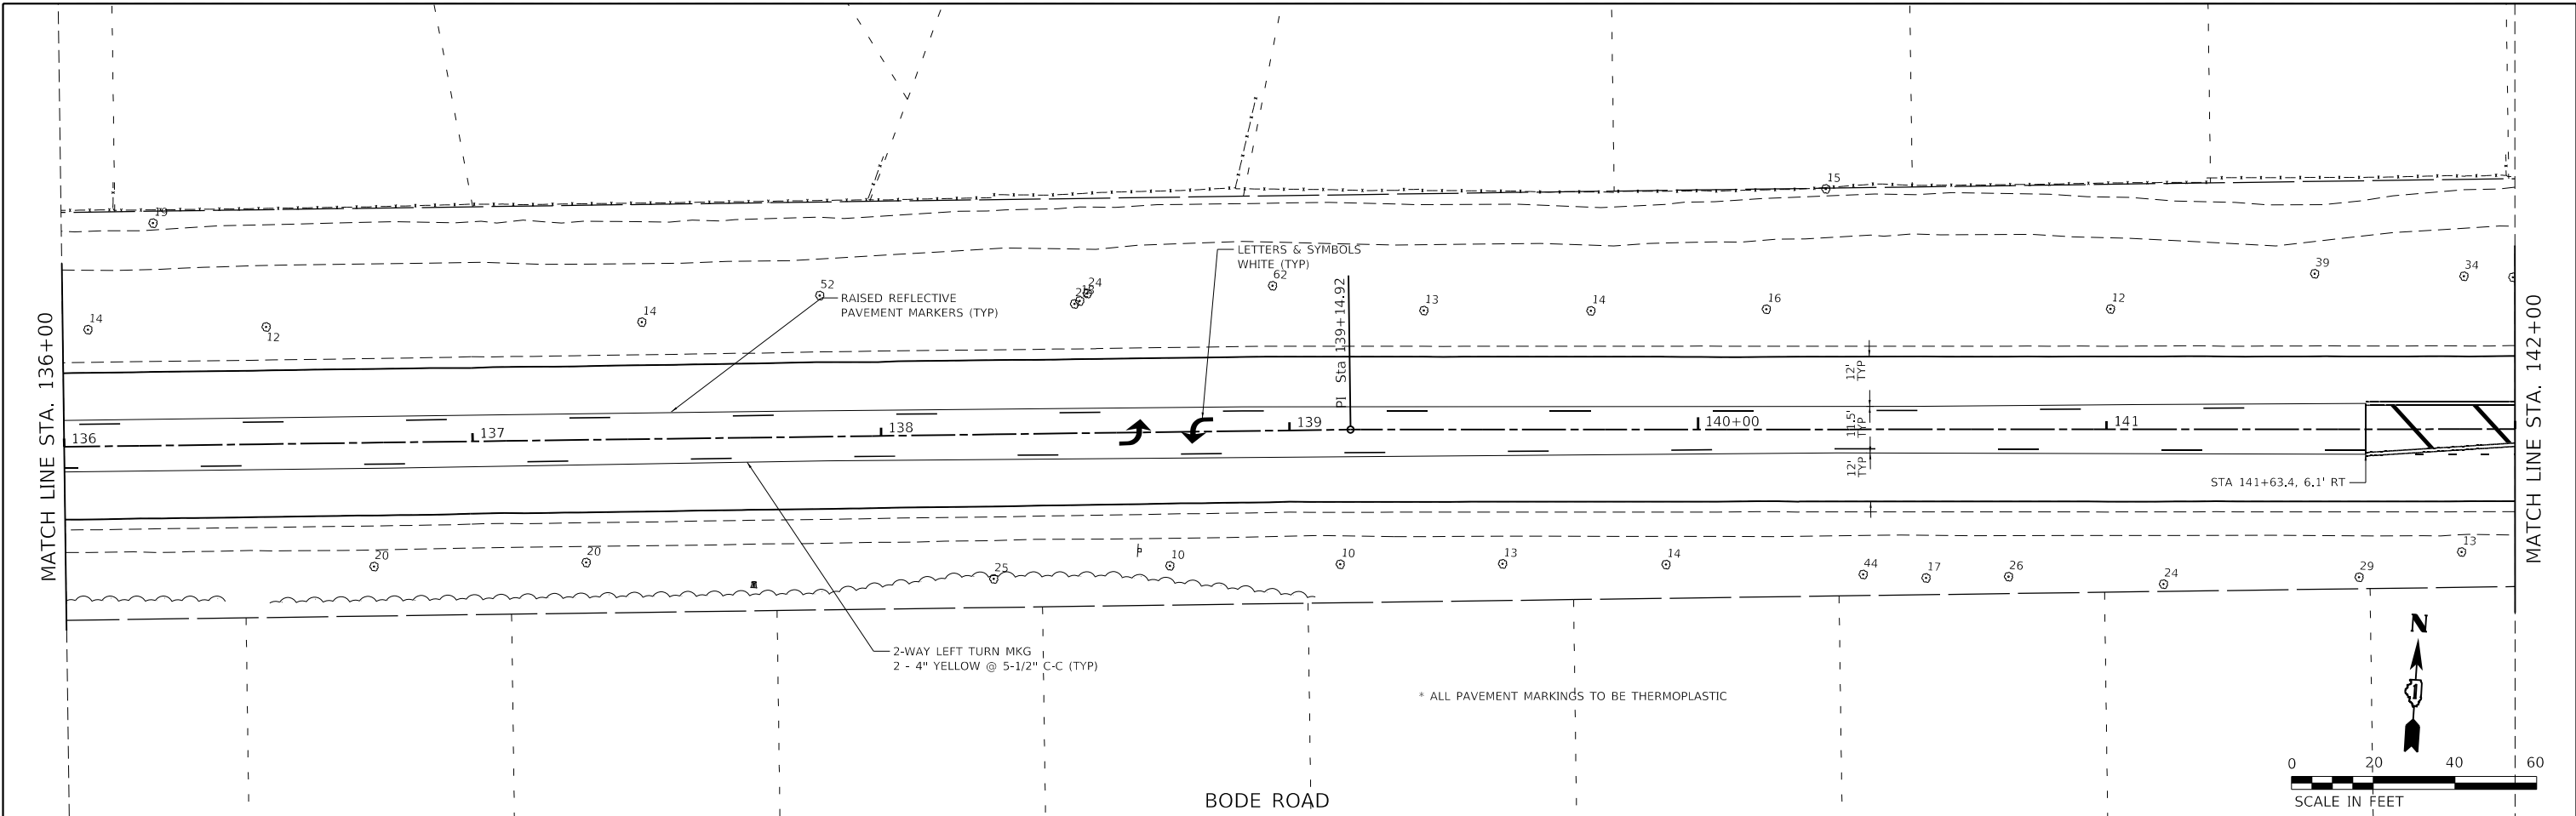 15
19
LETTERS & SYMBOLS
WHITE (TYP)
39
34
62
24
52
RAISED REFLECTIVE
PAVEMENT MARKERS (TYP)
13
14
16
12
14
12
14
PI Sta 139+14.92
MATCH LINE STA. 136+00
MATCH LINE STA. 142+00
12'
TYP
11.5'
TYP
12'
TYP
136
137
138
139
140+00
141
STA 141+63.4, 6.1' RT
20
20
25
10
10
13
14
44
17
26
24
29
13
2-WAY LEFT TURN MKG
2 - 4" YELLOW @ 5-1/2" C-C (TYP)
* ALL PAVEMENT MARKINGS TO BE THERMOPLASTIC
N
1
0 20 40 60
SCALE IN FEET
BODE ROAD